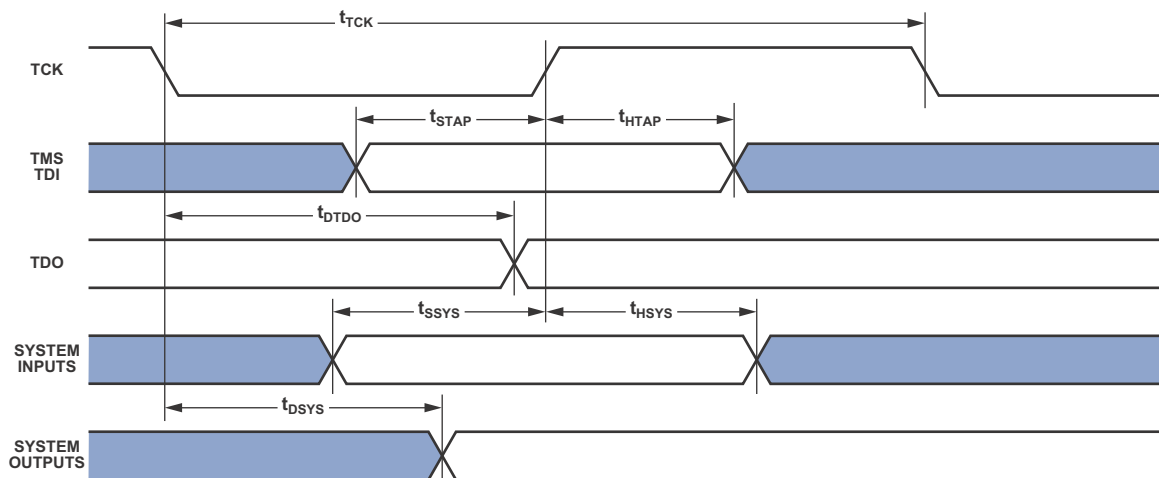 tTCK
TCK
tSTAP
tHTAP
TMS
TDI
tDTDO
TDO
tSSYS
tHSYS
SYSTEM
INPUTS
tDSYS
SYSTEM
OUTPUTS